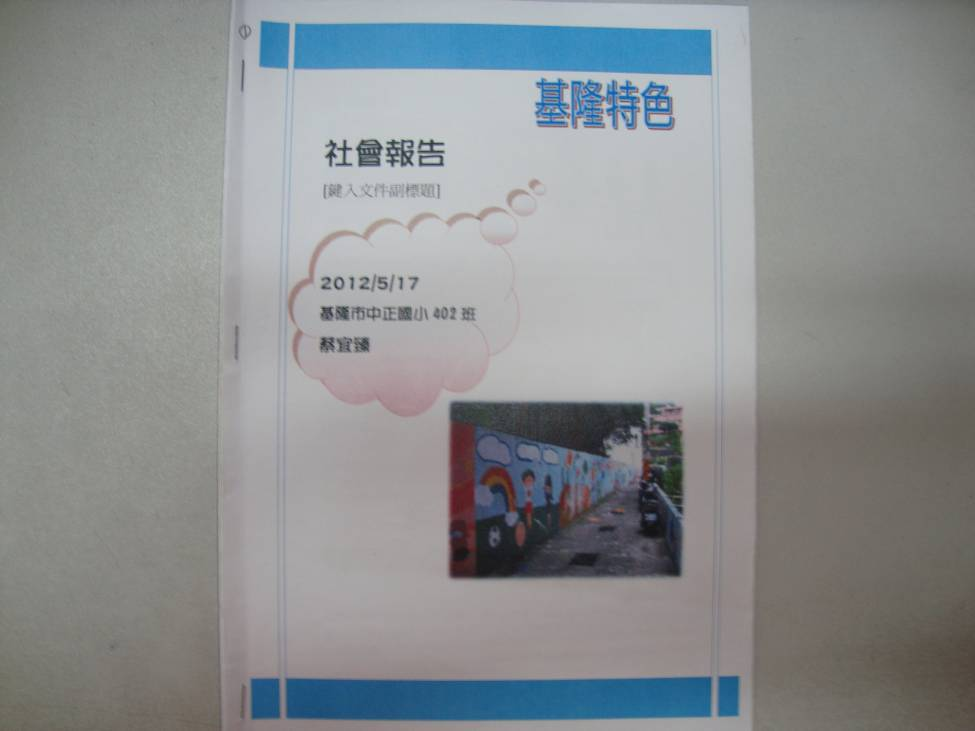 基隆特色
社會報告
[鍵入文件副標題]
2012/5/17
基隆市中正國小 402 班
蔡宜臻